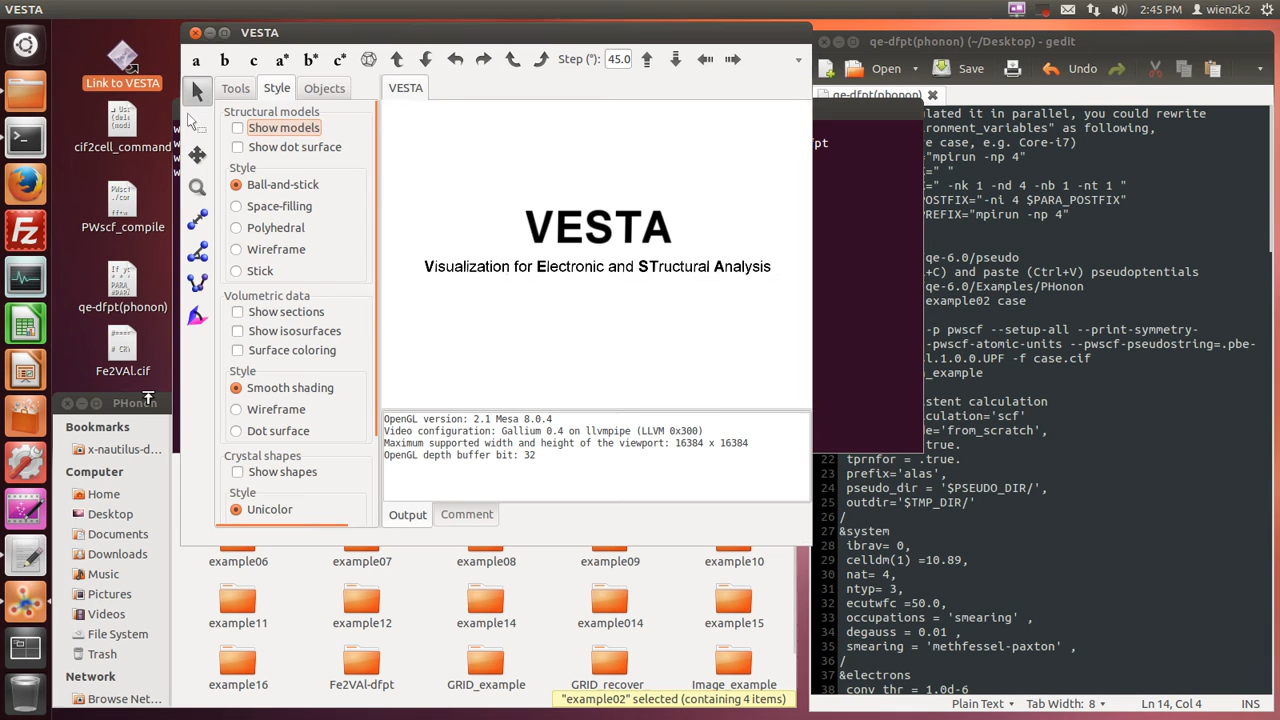 VESTA
2:45 PM
wien2k2
VESTA
a
b
c
a*
b*
c*
Step (°):
45.0
Tools
Style
Objects
VESTA
Structural models
Show models
Show dot surface
Style
Ball-and-stick
Space-filling
Polyhedral
Wireframe
Stick
Volumetric data
Show sections
Show isosurfaces
Surface coloring
Style
Smooth shading
Wireframe
Dot surface
Crystal shapes
Show shapes
Style
Unicolor
VESTA
Visualization for Electronic and STructural Analysis
OpenGL version: 2.1 Mesa 8.0.4
Video configuration: Gallium 0.4 on llvmpipe (LLVM 0x300)
Maximum supported width and height of the viewport: 16384 x 16384
OpenGL depth buffer bit: 32
Output
Comment
Link to VESTA
cif2cell_command
PWscf_compile
qe-dfpt(phonon)
Fe2VAl.cif
PHonon
Bookmarks
x-nautilus-d...
Computer
Home
Desktop
Documents
Downloads
Music
Pictures
Videos
File System
Trash
Network
Browse Net...
example06
example07
example08
example09
example10
example11
example12
example14
example014
example15
example16
Fe2VAl-dfpt
GRID_example
GRID_recover
Image_example
"example02" selected (containing 4 items)
qe-dfpt(phonon) (~/Desktop) - gedit
Open
Save
Undo
qe-dfpt(phonon)
ulated it in parallel, you could rewrite
ronment_variables" as following,
e case, e.g. Core-i7)
"mpirun -np 4"
=" "
=" -nk 1 -nd 4 -nb 1 -nt 1 "
POSTFIX="-ni 4 $PARA_POSTFIX"
PREFIX="mpirun -np 4"
qe-6.0/pseudo
+C) and paste (Ctrl+V) pseudoptentials
qe-6.0/Examples/PHonon
example02 case
-p pwscf --setup-all --print-symmetry-
-pwscf-atomic-units --pwscf-pseudostring=.pbe-
l.1.0.0.UPF -f case.cif
n_example
stent calculation
culation='scf'
de='from_scratch',
true.
22 tprnfor = .true.
23 prefix='alas',
24 pseudo_dir = '$PSEUDO_DIR/',
25 outdir='$TMP_DIR/'
26 /
27 &system
28 ibrav= 0,
29 celldm(1) =10.89,
30 nat= 4,
31 ntyp= 3,
32 ecutwfc =50.0,
33 occupations = 'smearing' ,
34 degauss = 0.01 ,
35 smearing = 'methfessel-paxton' ,
36 /
37 &electrons
38 conv_thr = 1.0d-6
Plain Text
Tab Width: 8
Ln 14, Col 4
INS